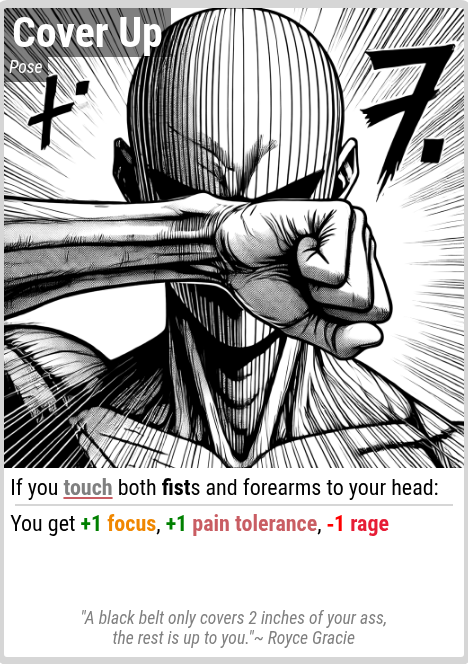 Cover Up
Pose
If you touch both fists and forearms to your head:
You get +1 focus, +1 pain tolerance, -1 rage
"A black belt only covers 2 inches of your ass,
the rest is up to you."~ Royce Gracie